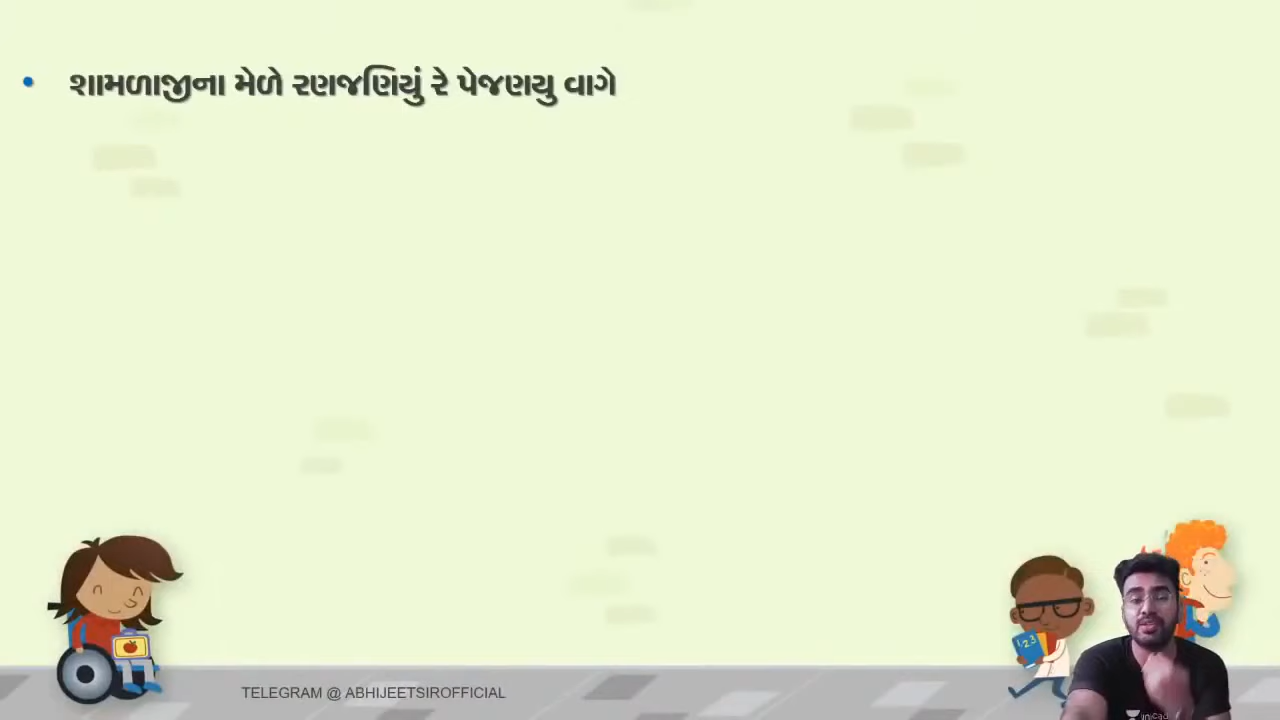 • શામળાજીના મેળે રણજણિયું રે પેજણયુ વાગે
TELEGRAM @ ABHIJEETSIROFFICIAL